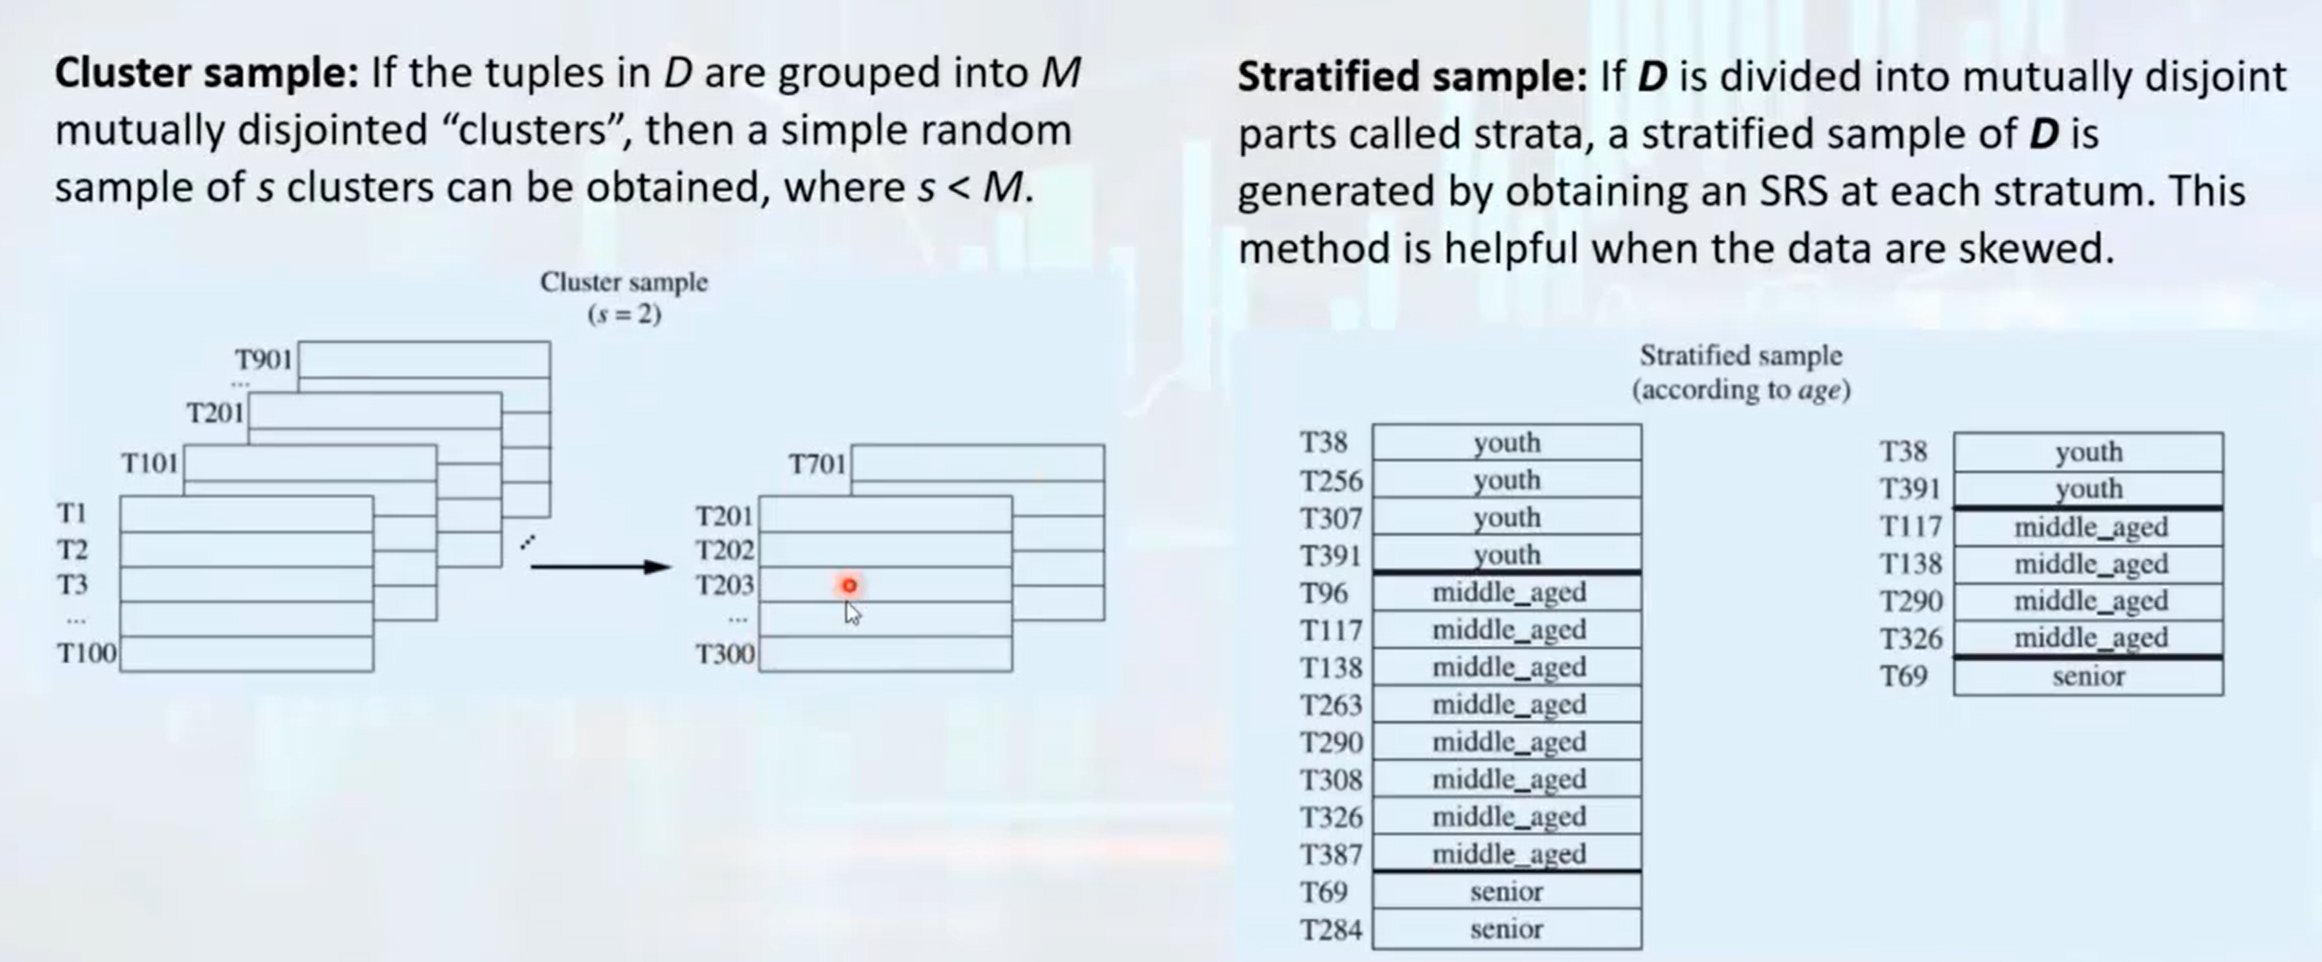 Cluster sample: If the tuples in D are grouped into M
mutually disjointed “clusters”, then a simple random
sample of s clusters can be obtained, where s < M.
Cluster sample
(s = 2)
T901
...
T201
T101
T1
T2
T3
...
T100
T701
T201
T202
T203
...
T300
Stratified sample: If D is divided into mutually disjoint
parts called strata, a stratified sample of D is
generated by obtaining an SRS at each stratum. This
method is helpful when the data are skewed.
Stratified sample
(according to age)
T38 youth
T256 youth
T307 youth
T391 youth
T96 middle_aged
T117 middle_aged
T138 middle_aged
T263 middle_aged
T290 middle_aged
T308 middle_aged
T326 middle_aged
T387 middle_aged
T69 senior
T284 senior
T38 youth
T391 youth
T117 middle_aged
T138 middle_aged
T290 middle_aged
T326 middle_aged
T69 senior